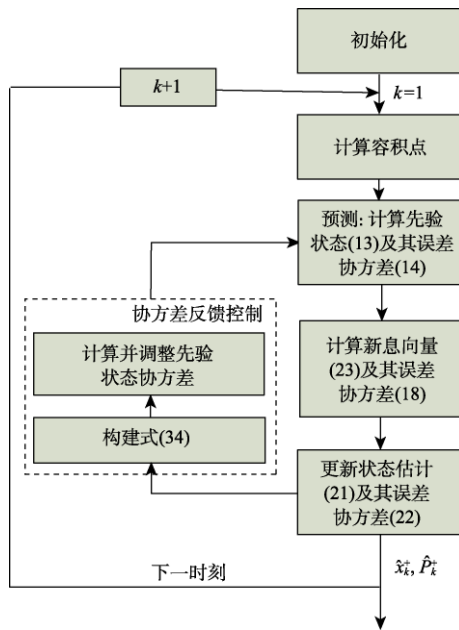 初始化
k+1
k=1
计算容积点
预测: 计算先验
状态(13)及其误差
协方差(14)
协方差反馈控制
计算并调整先验
状态协方差
计算新息向量
(23)及其误差
协方差(18)
构建式(34)
更新状态估计
(21)及其误差
协方差(22)
下一时刻
x̂ₖ⁺, P̂ₖ⁺